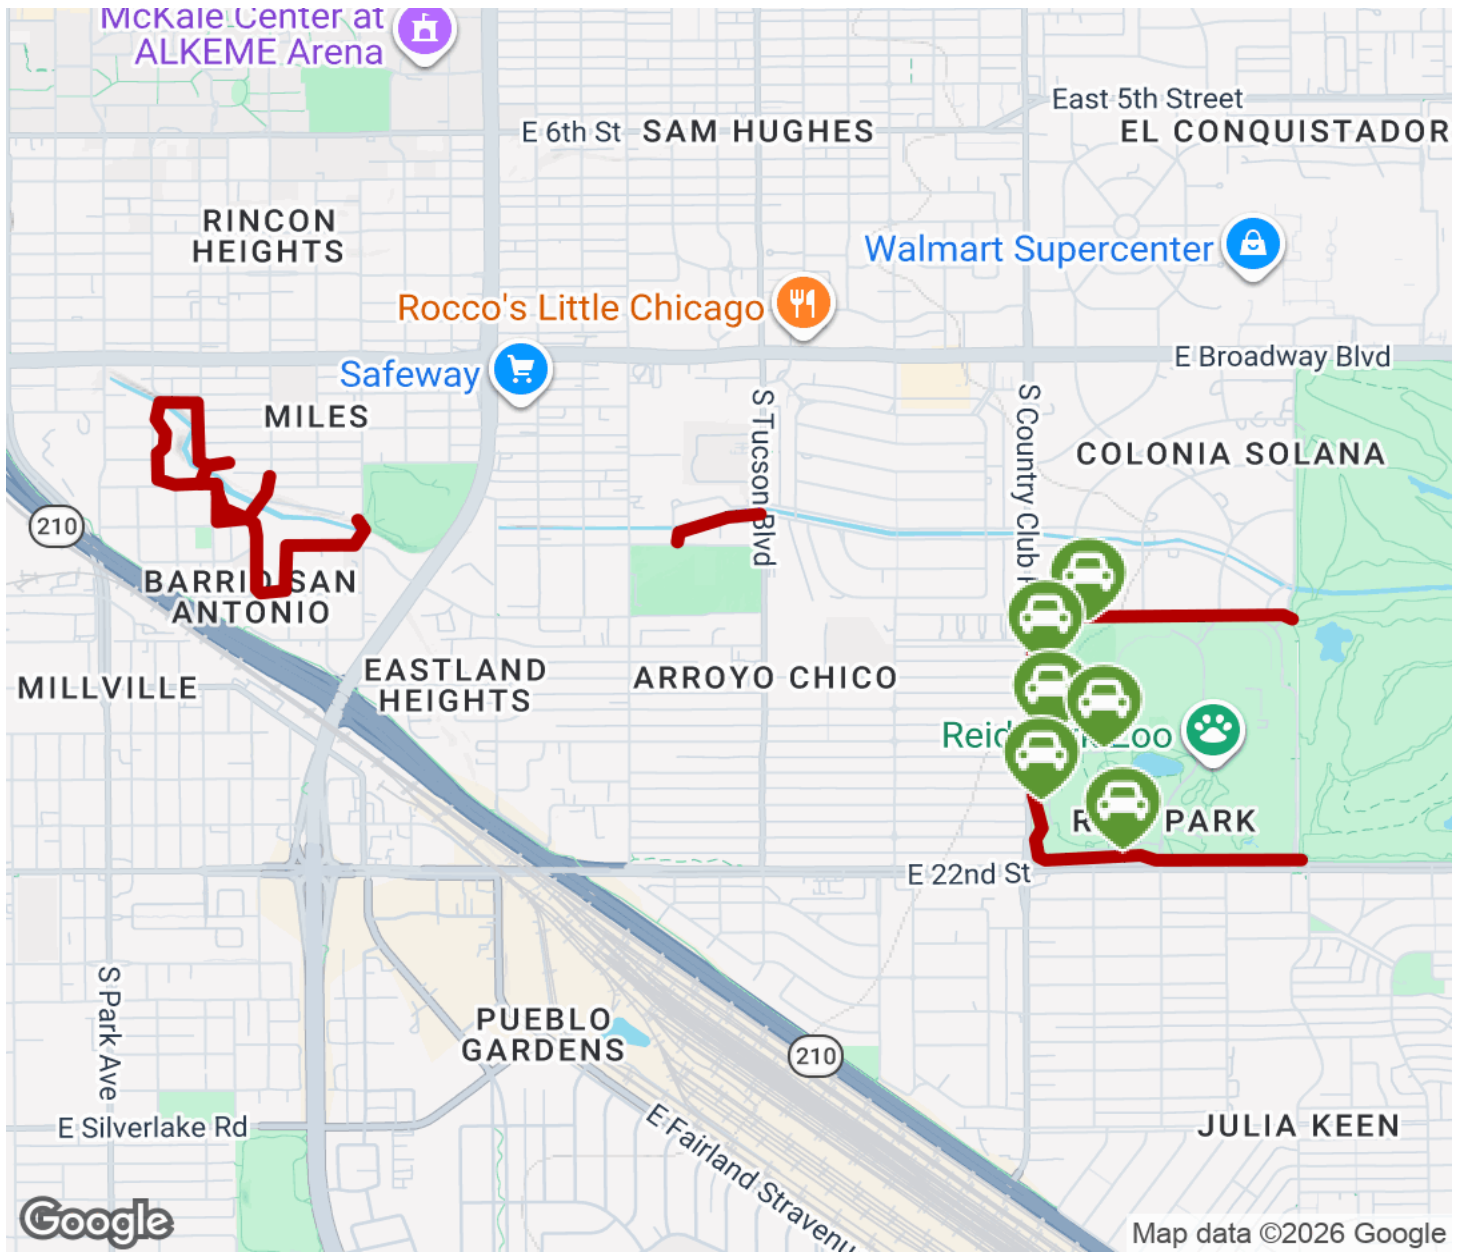 McKale Center at
ALKEME Arena
East 5th Street
E 6th St
SAM HUGHES
EL CONQUISTADOR
RINCON
HEIGHTS
Walmart Supercenter
Rocco's Little Chicago
E Broadway Blvd
Safeway
MILES
S Tucson Blvd
S Country Club
COLONIA SOLANA
210
BARRIO SAN
ANTONIO
EASTLAND
HEIGHTS
ARROYO CHICO
MILLVILLE
Zoo
PARK
E 22nd St
S Park Ave
PUEBLO
GARDENS
210
E Silverlake Rd
E Fairland Stravenu
JULIA KEEN
Google
Map data ©2026 Google